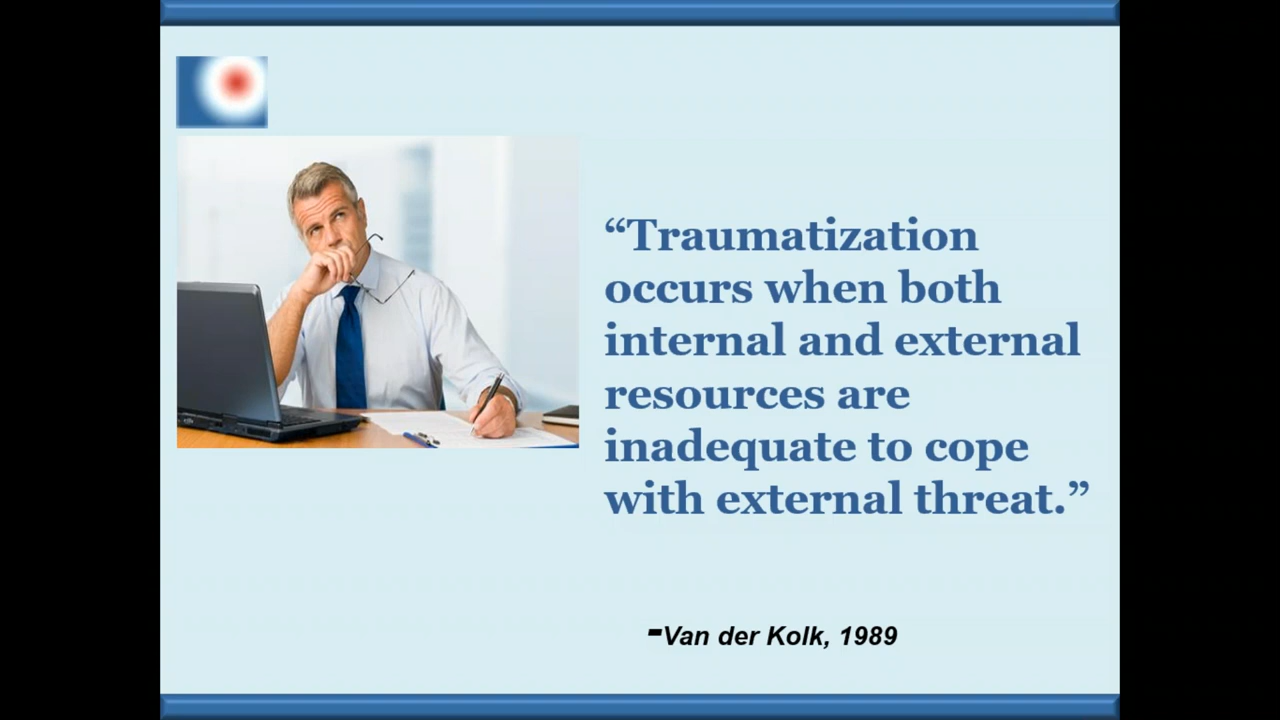 “Traumatization
occurs when both
internal and external
resources are
inadequate to cope
with external threat.”
-Van der Kolk, 1989